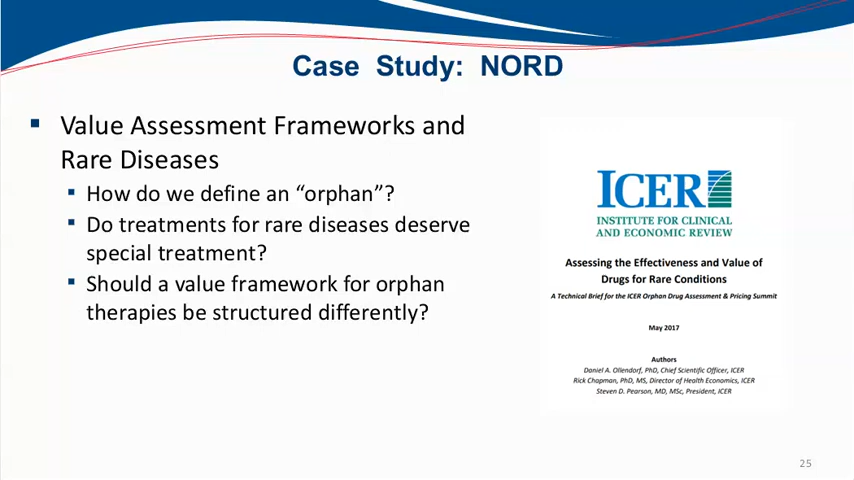 Case Study: NORD
▪ Value Assessment Frameworks and
Rare Diseases
▪ How do we define an “orphan”?
▪ Do treatments for rare diseases deserve
special treatment?
▪ Should a value framework for orphan
therapies be structured differently?
ICER
INSTITUTE FOR CLINICAL
AND ECONOMIC REVIEW
Assessing the Effectiveness and Value of
Drugs for Rare Conditions
A Technical Brief for the ICER Orphan Drug Assessment & Pricing Summit
May 2017
Authors
Daniel A. Ollendorf, PhD, Chief Scientific Officer, ICER
Rick Chapman, PhD, MS, Director of Health Economics, ICER
Steven D. Pearson, MD, MSc, President, ICER
25